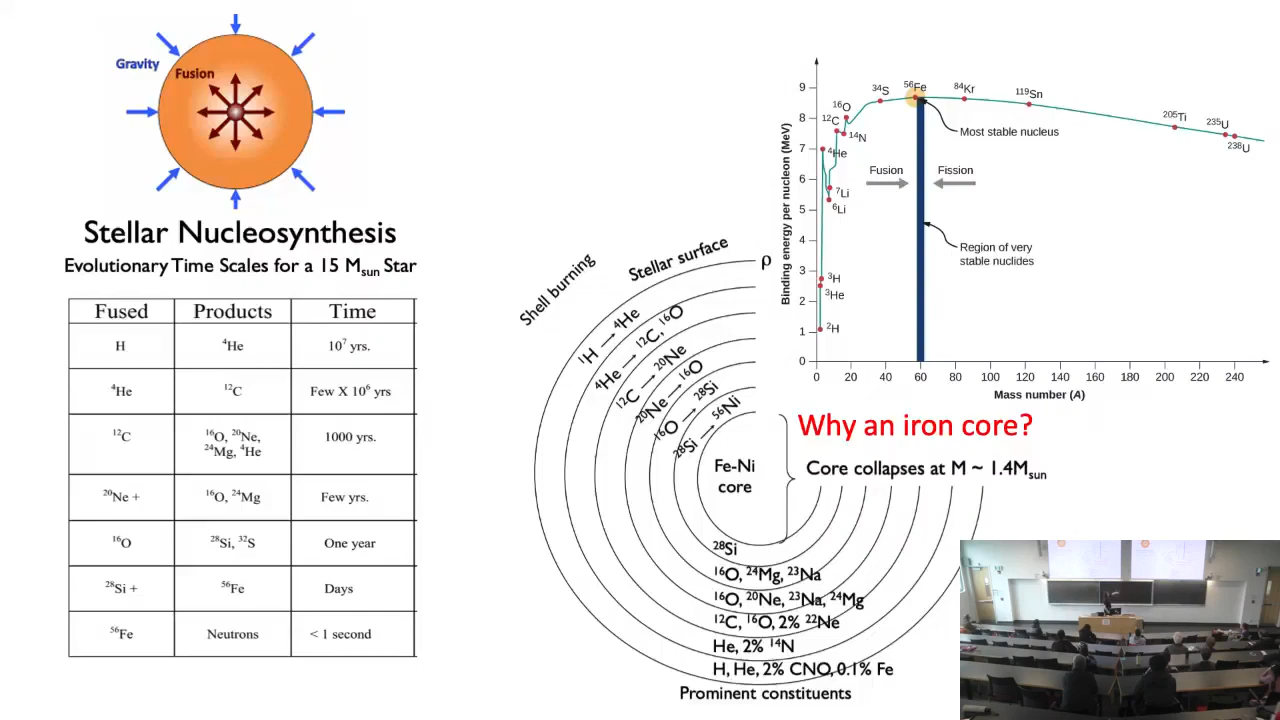 Gravity
Fusion
Stellar Nucleosynthesis
Evolutionary Time Scales for a 15 Msun Star
Fused Products Time
H ⁴He 10⁷ yrs.
⁴He ¹²C Few X 10⁶ yrs
¹²C ¹⁶O, ²⁰Ne, 1000 yrs.
²⁴Mg, ⁴He
²⁰Ne + ¹⁶O, ²⁴Mg Few yrs.
¹⁶O ²⁸Si, ³²S One year
²⁸Si + ⁵⁶Fe Days
⁵⁶Fe Neutrons < 1 second
Shell burning
Stellar surface
ρ
¹H → ⁴He
⁴He → ¹²C, ¹⁶O
¹²C → ²⁰Ne
²⁰Ne → ¹⁶O
¹⁶O → ²⁸Si
²⁸Si → ⁵⁶Ni
Fe-Ni
core
²⁸Si
¹⁶O, ²⁴Mg, ²³Na
¹⁶O, ²⁰Ne, ²³Na, ²⁴Mg
¹²C, ¹⁶O, 2% ²²Ne
He, 2% ¹⁴N
H, He, 2% CNO, 0.1% Fe
Prominent constituents
Binding energy per nucleon (MeV)
9
8
7
6
5
4
3
2
1
0
¹⁶O
¹²C
¹⁴N
⁴He
⁷Li
⁶Li
³H
³He
²H
³⁴S
⁵⁶Fe
⁸⁴Kr
¹¹⁹Sn
²⁰⁵Ti
²³⁵U
²³⁸U
Most stable nucleus
Fusion
Fission
Region of very
stable nuclides
0 20 40 60 80 100 120 140 160 180 200 220 240
Mass number (A)
Why an iron core?
Core collapses at M ~ 1.4Msun